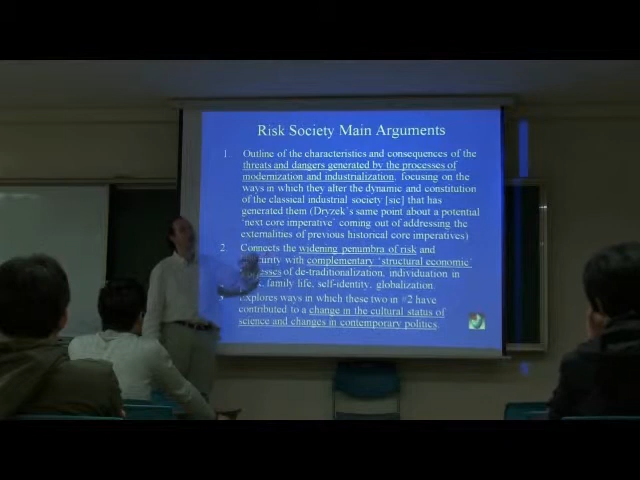 Risk Society Main Arguments
1. Outline of the characteristics and consequences of the
threats and dangers generated by the processes of
modernization and industrialization, focusing on the
ways in which they alter the dynamic and constitution
of the classical industrial society [sic] that has
generated them (Dryzek's same point about a potential
'next core imperative' coming out of addressing the
externalities of previous historical core imperatives)
2. Connects the widening penumbra of risk and
urity with complementary 'structural economic'
esses of de-traditionalization, individuation in
family life, self-identity, globalization.
3 Explores ways in which these two in #2 have
contributed to a change in the cultural status of
science and changes in contemporary politics.